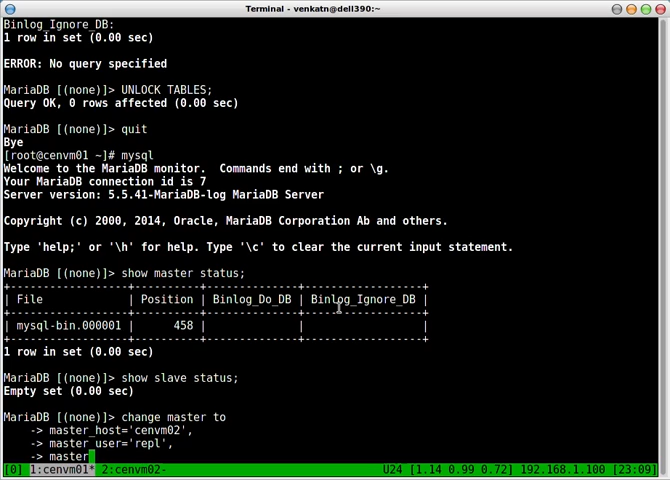 Terminal - venkatn@dell390:~
Binlog_Ignore_DB:
1 row in set (0.00 sec)
ERROR: No query specified
MariaDB [(none)]> UNLOCK TABLES;
Query OK, 0 rows affected (0.00 sec)
MariaDB [(none)]> quit
Bye
[root@cenvm01 ~]# mysql
Welcome to the MariaDB monitor.  Commands end with ; or \g.
Your MariaDB connection id is 7
Server version: 5.5.41-MariaDB-log MariaDB Server
Copyright (c) 2000, 2014, Oracle, MariaDB Corporation Ab and others.
Type 'help;' or '\h' for help. Type '\c' to clear the current input statement.
MariaDB [(none)]> show master status;
+------------------+----------+--------------+------------------+
| File             | Position | Binlog_Do_DB | Binlog_Ignore_DB |
+------------------+----------+--------------+------------------+
| mysql-bin.000001 |      458 |              |                  |
+------------------+----------+--------------+------------------+
1 row in set (0.00 sec)
MariaDB [(none)]> show slave status;
Empty set (0.00 sec)
MariaDB [(none)]> change master to
    -> master_host='cenvm02',
    -> master_user='repl',
    -> master
[0] 1:cenvm01* 2:cenvm02- U24 [1.14 0.99 0.72] 192.168.1.100 [23:09]